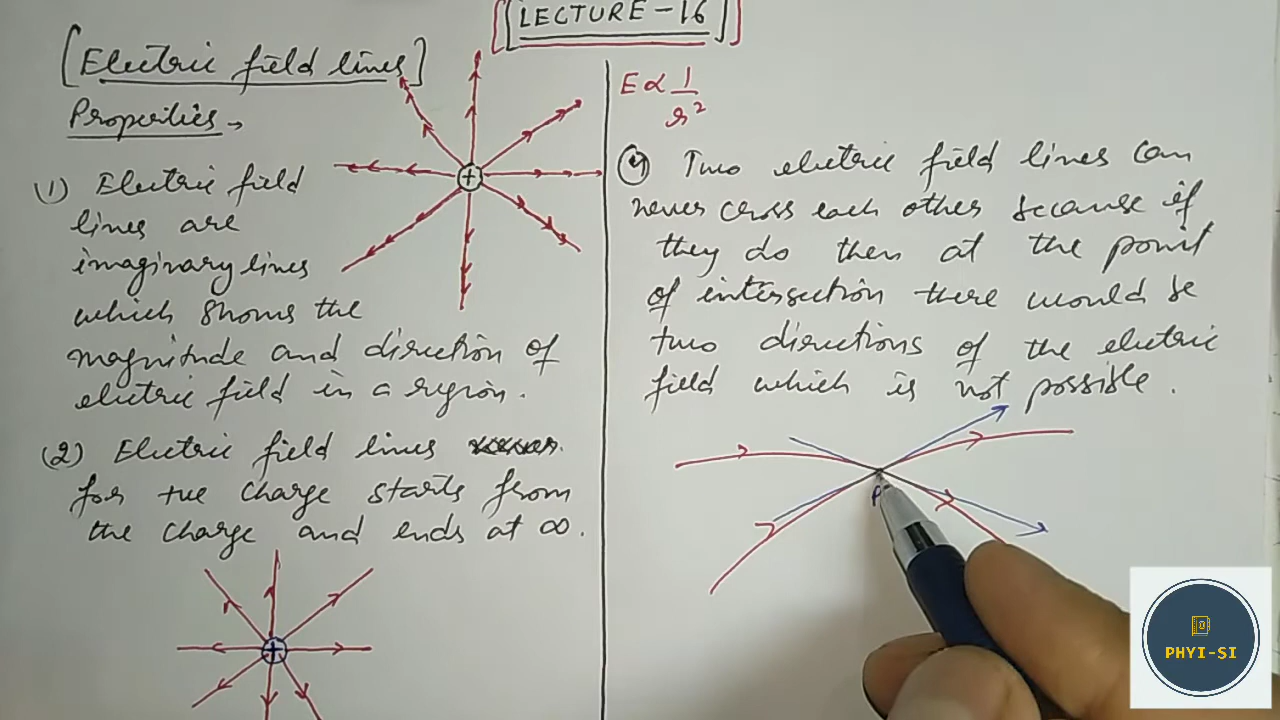 [[LECTURE-16]]
[Electric field lines]
Properties →
(1) Electric field
lines are
imaginary lines
which shows the
magnitude and direction of
electric field in a region.
(2) Electric field lines
for +ve charge starts from
the charge and ends at ∞.
+
+
E ∝ 1/r²
(4) Two electric field lines can
never cross each other because if
they do then at the point
of intersection there would be
two directions of the electric
field which is not possible.
P
PHYI-SI